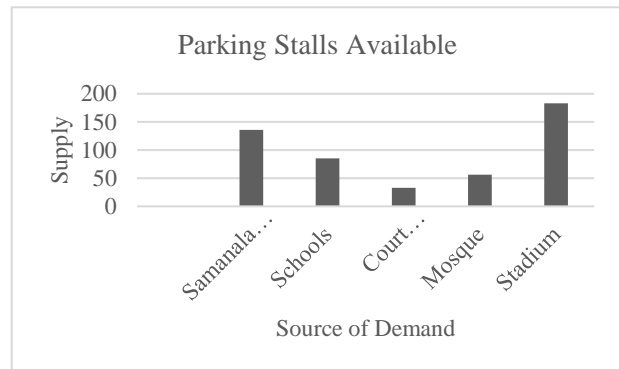 Parking Stalls Available
200
150
100
50
0
Supply
Samanala…
Schools
Court…
Mosque
Stadium
Source of Demand